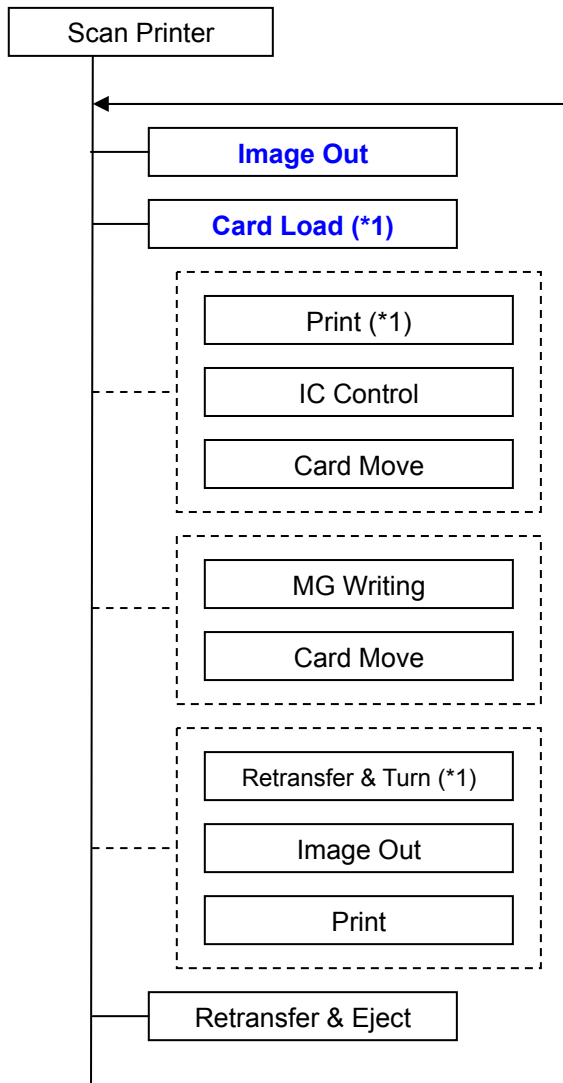 Scan Printer
Image Out
Card Load (*1)
Print (*1)
IC Control
Card Move
MG Writing
Card Move
Retransfer & Turn (*1)
Image Out
Print
Retransfer & Eject